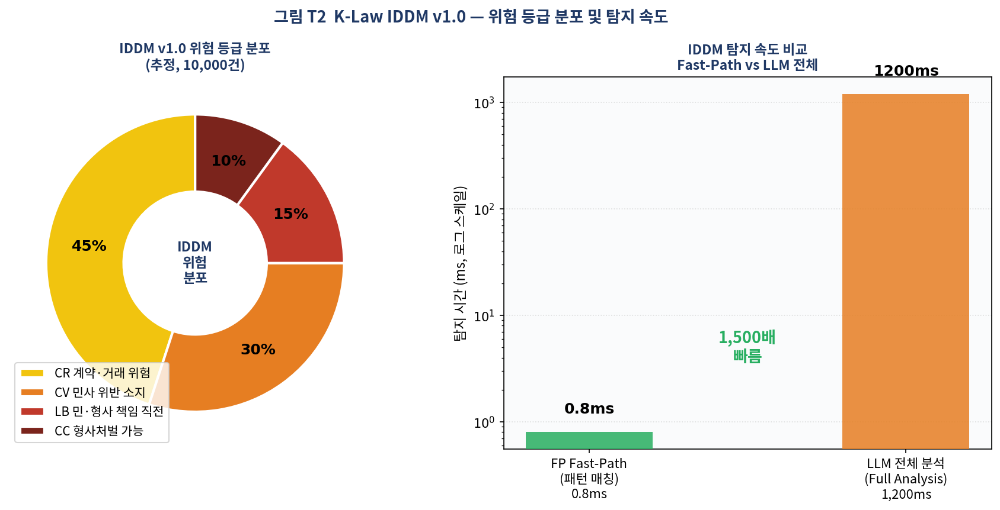 그림 T2 K-Law IDDM v1.0 — 위험 등급 분포 및 탐지 속도
IDDM v1.0 위험 등급 분포
(추정, 10,000건)
10%
15%
45%
30%
IDDM
위험
분포
CR 계약·거래 위험
CV 민사 위반 소지
LB 민·형사 책임 직전
CC 형사처벌 가능
IDDM 탐지 속도 비교
Fast-Path vs LLM 전체
1200ms
탐지 시간 (ms, 로그 스케일)
10³
10²
10¹
10⁰
1,500배
빠름
0.8ms
FP Fast-Path
(패턴 매칭)
0.8ms
LLM 전체 분석
(Full Analysis)
1,200ms